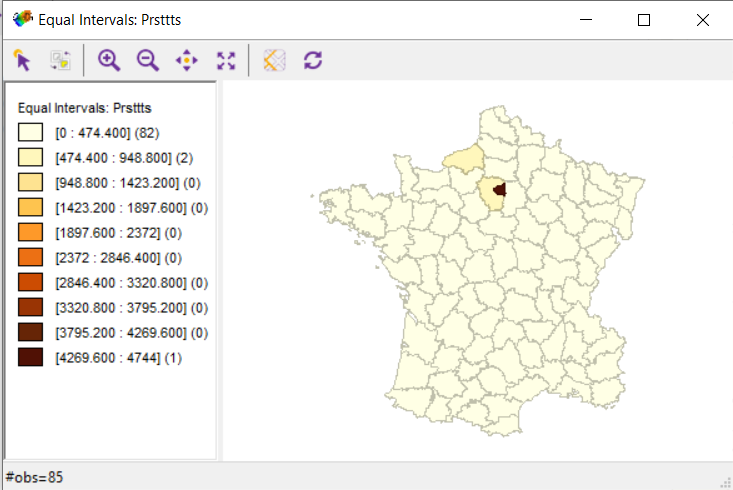 Equal Intervals: Prsttts
Equal Intervals: Prsttts
[0 : 474.400] (82)
[474.400 : 948.800] (2)
[948.800 : 1423.200] (0)
[1423.200 : 1897.600] (0)
[1897.600 : 2372] (0)
[2372 : 2846.400] (0)
[2846.400 : 3320.800] (0)
[3320.800 : 3795.200] (0)
[3795.200 : 4269.600] (0)
[4269.600 : 4744] (1)
#obs=85